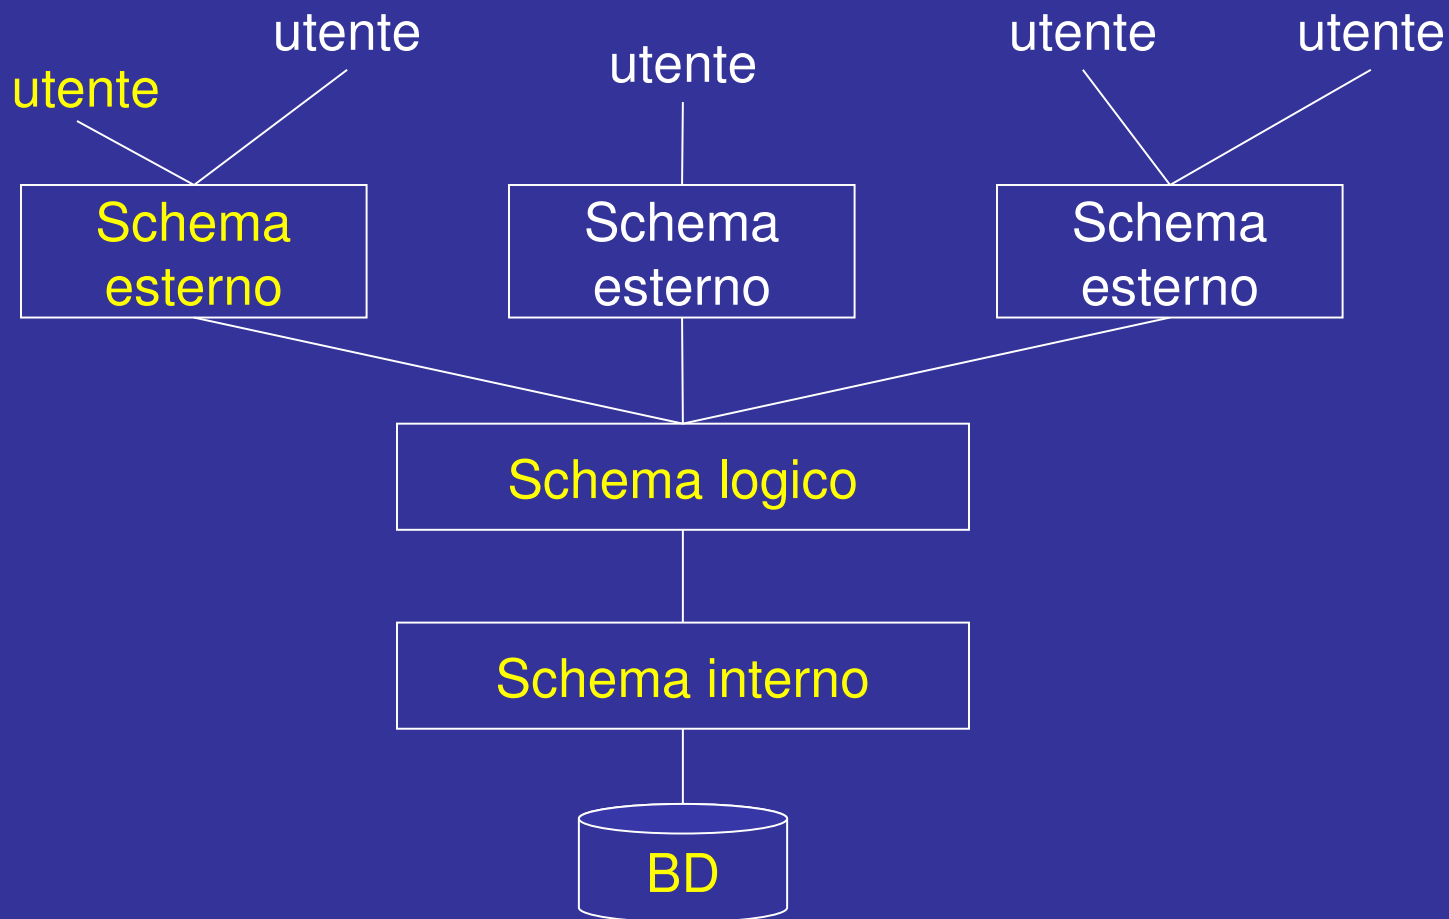 utente
utente
utente
utente
utente
Schema
esterno
Schema
esterno
Schema
esterno
Schema logico
Schema interno
BD